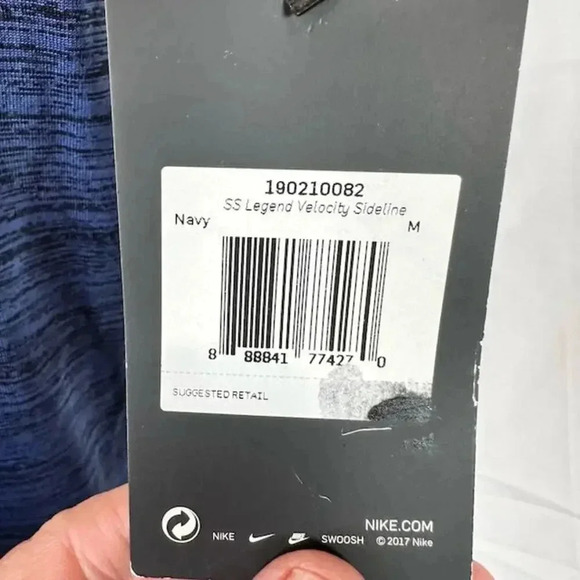 190210082
SS Legend Velocity Sideline
Navy M
8 88841 77427 0
SUGGESTED RETAIL
NIKE.COM
NIKE SWOOSH © 2017 Nike